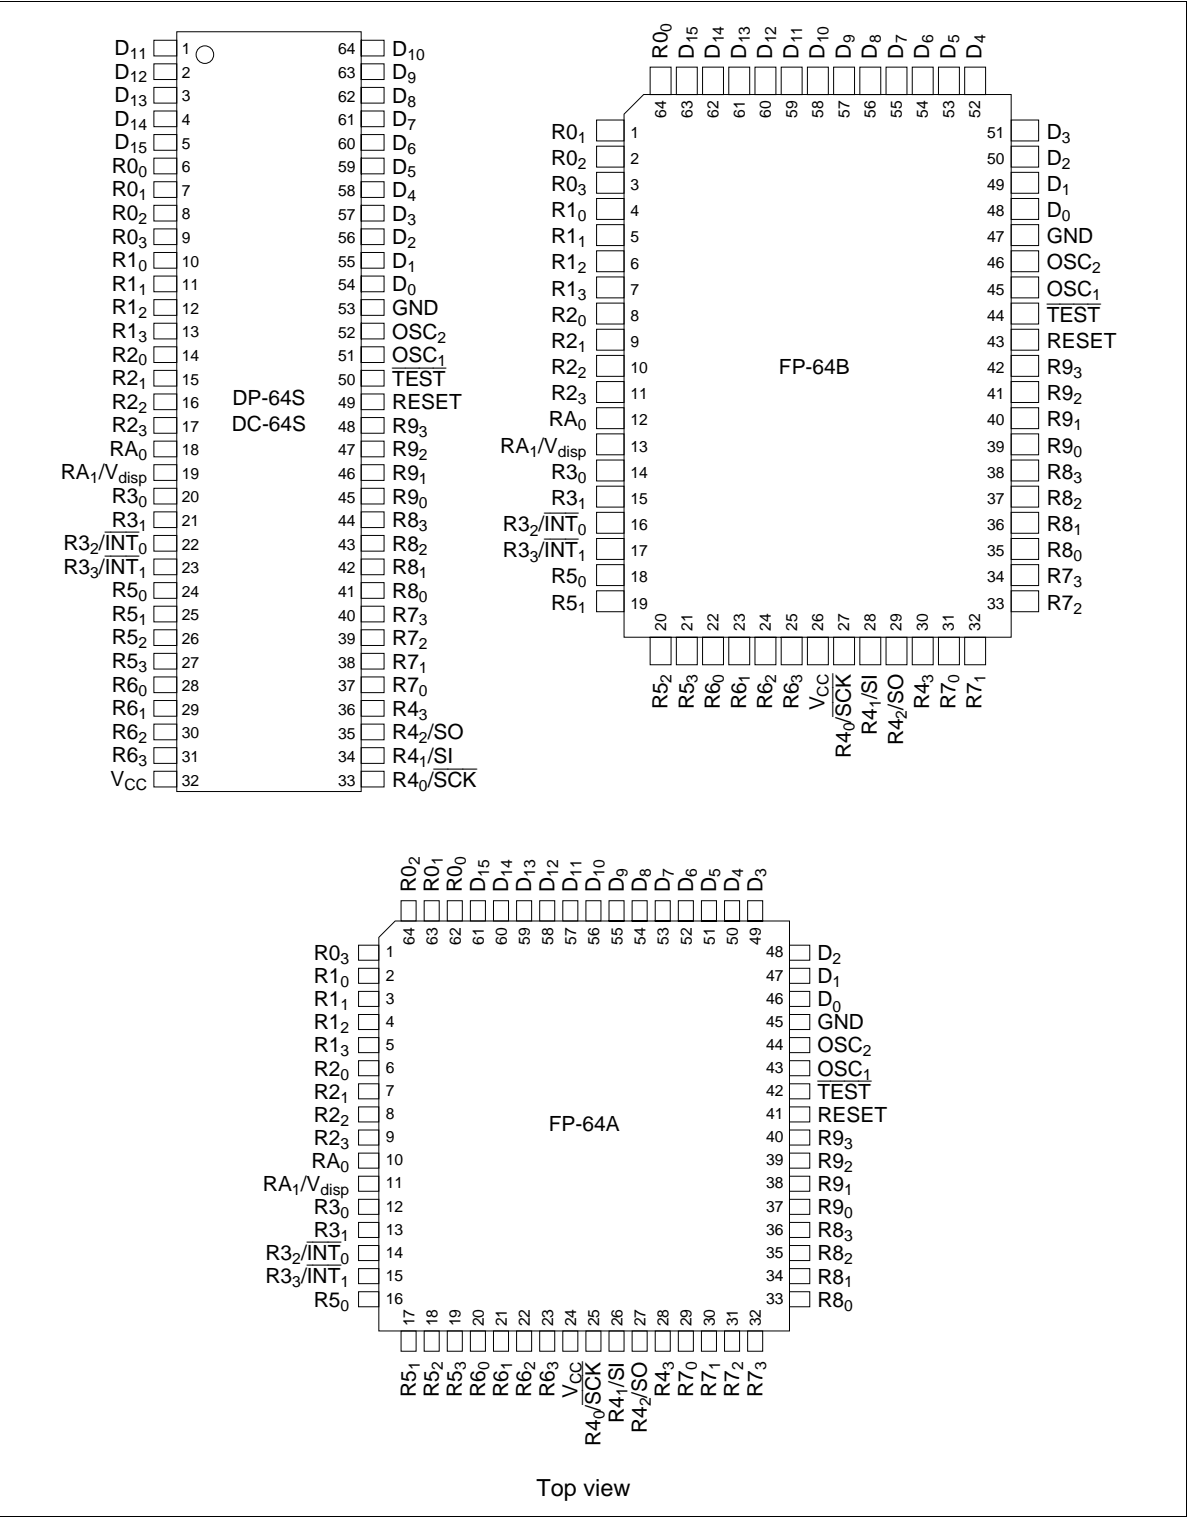 D11 1 64 D10
D12 2 63 D9
D13 3 62 D8
D14 4 61 D7
D15 5 60 D6
R00 6 59 D5
R01 7 58 D4
R02 8 57 D3
R03 9 56 D2
R10 10 55 D1
R11 11 54 D0
R12 12 53 GND
R13 13 52 OSC2
R20 14 51 OSC1
R21 15 50 TEST
R22 16 49 RESET
R23 17 48 R93
RA0 18 47 R92
RA1/Vdisp 19 46 R91
R30 20 45 R90
R31 21 44 R83
R32/INT0 22 43 R82
R33/INT1 23 42 R81
R50 24 41 R80
R51 25 40 R73
R52 26 39 R72
R53 27 38 R71
R60 28 37 R70
R61 29 36 R43
R62 30 35 R42/SO
R63 31 34 R41/SI
VCC 32 33 R40/SCK
DP-64S
DC-64S
R00 D15 D14 D13 D12 D11 D10 D9 D8 D7 D6 D5 D4
64 63 62 61 60 59 58 57 56 55 54 53 52
R01 1 51 D3
R02 2 50 D2
R03 3 49 D1
R10 4 48 D0
R11 5 47 GND
R12 6 46 OSC2
R13 7 45 OSC1
R20 8 44 TEST
R21 9 43 RESET
R22 10 42 R93
R23 11 41 R92
RA0 12 40 R91
RA1/Vdisp 13 39 R90
R30 14 38 R83
R31 15 37 R82
R32/INT0 16 36 R81
R33/INT1 17 35 R80
R50 18 34 R73
R51 19 33 R72
FP-64B
20 21 22 23 24 25 26 27 28 29 30 31 32
R52 R53 R60 R61 R62 R63 VCC R40/SCK R41/SI R42/SO R43 R70 R71
R02 R01 R00 D15 D14 D13 D12 D11 D10 D9 D8 D7 D6 D5 D4 D3
64 63 62 61 60 59 58 57 56 55 54 53 52 51 50 49
R03 1 48 D2
R10 2 47 D1
R11 3 46 D0
R12 4 45 GND
R13 5 44 OSC2
R20 6 43 OSC1
R21 7 42 TEST
R22 8 41 RESET
R23 9 40 R93
RA0 10 39 R92
RA1/Vdisp 11 38 R91
R30 12 37 R90
R31 13 36 R83
R32/INT0 14 35 R82
R33/INT1 15 34 R81
R50 16 33 R80
FP-64A
17 18 19 20 21 22 23 24 25 26 27 28 29 30 31 32
R51 R52 R53 R60 R61 R62 R63 VCC R40/SCK R41/SI R42/SO R43 R70 R71 R72 R73
Top view